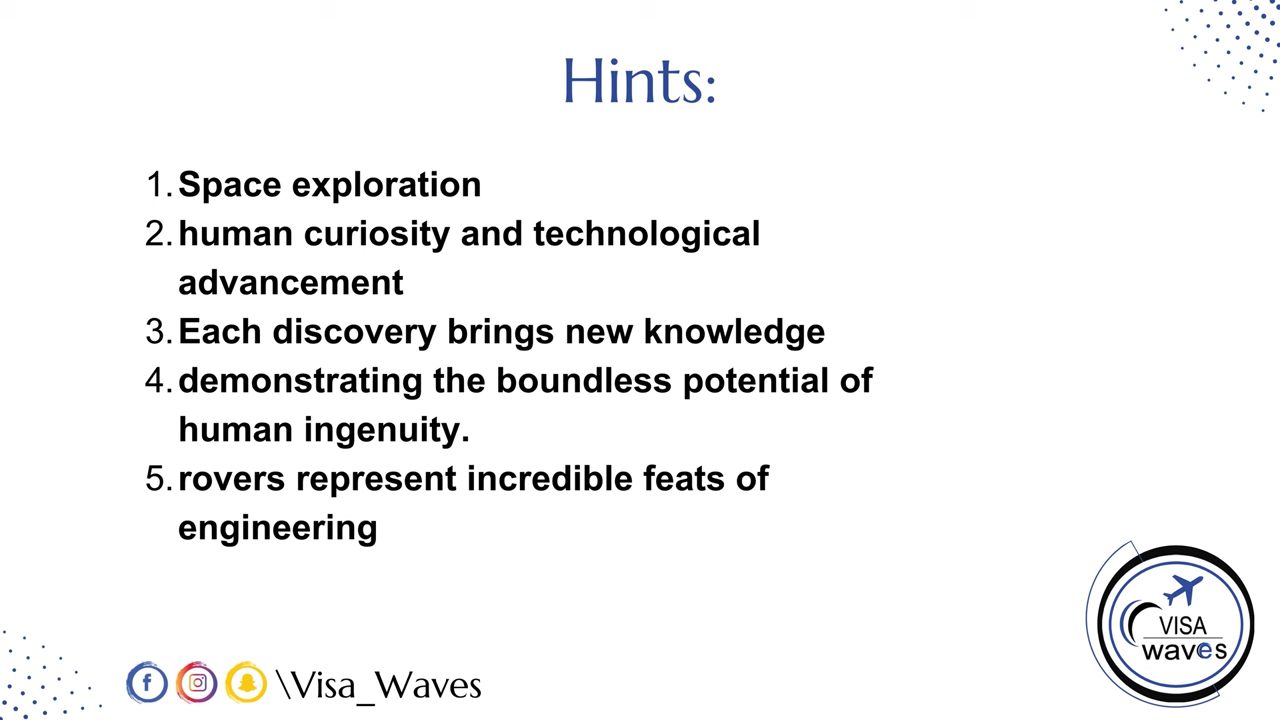 Hints:
1. Space exploration
2. human curiosity and technological
advancement
3. Each discovery brings new knowledge
4. demonstrating the boundless potential of
human ingenuity.
5. rovers represent incredible feats of
engineering
VISA
waves
\Visa_Waves